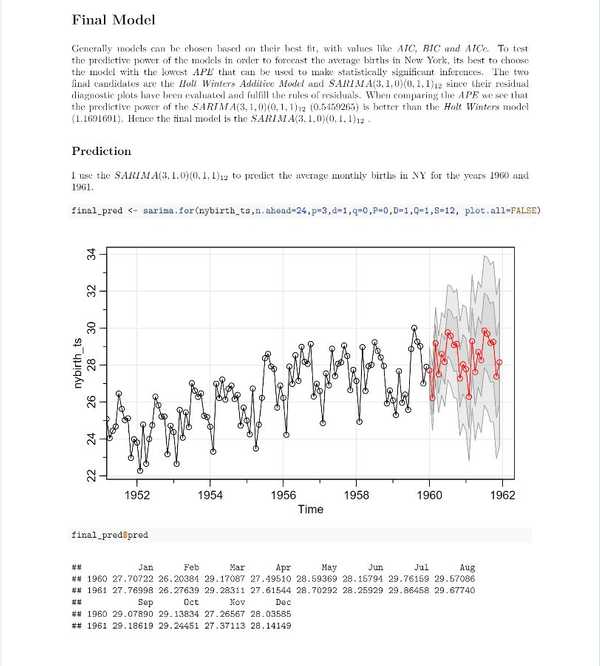 Final Model
Generally models can be chosen based on their best fit, with values like AIC, BIC and AICc. To test
the predictive power of the models in order to forecast the average births in New York, its best to choose
the model with the lowest APE that can be used to make statistically significant inferences. The two
final candidates are the Holt Winters Additive Model and SARIMA(3,1,0)(0,1,1)₁₂ since their residual
diagnostic plots have been evaluated and fulfill the rules of residuals. When comparing the APE we see that
the predictive power of the SARIMA(3,1,0)(0,1,1)₁₂ (0.5459265) is better than the Holt Winters model
(1.1691691). Hence the final model is the SARIMA(3,1,0)(0,1,1)₁₂ .
Prediction
I use the SARIMA(3,1,0)(0,1,1)₁₂ to predict the average monthly births in NY for the years 1960 and
1961.
final_pred <- sarima.for(nybirth_ts,n.ahead=24,p=3,d=1,q=0,P=0,D=1,Q=1,S=12, plot.all=FALSE)
34
32
30
28
26
24
22
nybirth_ts
1952 1954 1956 1958 1960 1962
Time
final_pred$pred
## Jan Feb Mar Apr May Jun Jul Aug
## 1960 27.70722 26.20384 29.17087 27.49510 28.59369 28.15794 29.76159 29.57086
## 1961 27.76998 26.27639 29.28311 27.61544 28.70292 28.25929 29.86458 29.67740
## Sep Oct Nov Dec
## 1960 29.07890 29.13834 27.26567 28.03585
## 1961 29.18619 29.24451 27.37113 28.14149